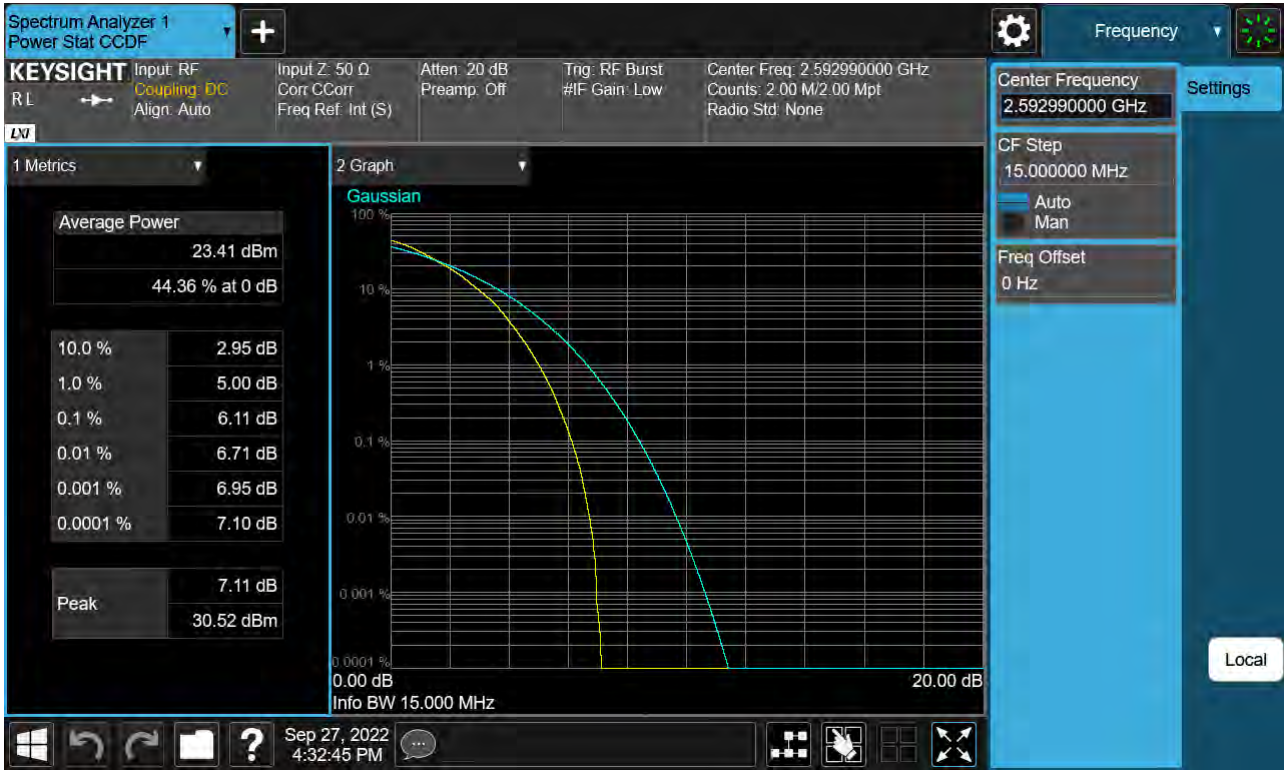 Spectrum Analyzer 1
Power Stat CCDF
+
Frequency
KEYSIGHT
RL
LXI
Input: RF
Coupling: DC
Align: Auto
Input Z: 50 Ω
Corr CCorr
Freq Ref: Int (S)
Atten: 20 dB
Preamp: Off
Trig: RF Burst
#IF Gain: Low
Center Freq: 2.592990000 GHz
Counts: 2.00 M/2.00 Mpt
Radio Std: None
Center Frequency
2.592990000 GHz
Settings
CF Step
15.000000 MHz
Auto
Man
Freq Offset
0 Hz
1 Metrics
Average Power
23.41 dBm
44.36 % at 0 dB
10.0 % 2.95 dB
1.0 % 5.00 dB
0.1 % 6.11 dB
0.01 % 6.71 dB
0.001 % 6.95 dB
0.0001 % 7.10 dB
Peak
7.11 dB
30.52 dBm
2 Graph
Gaussian
100 %
10 %
1 %
0.1 %
0.01 %
0.001 %
0.0001 %
0.00 dB 20.00 dB
Info BW 15.000 MHz
Local
?
Sep 27, 2022
4:32:45 PM